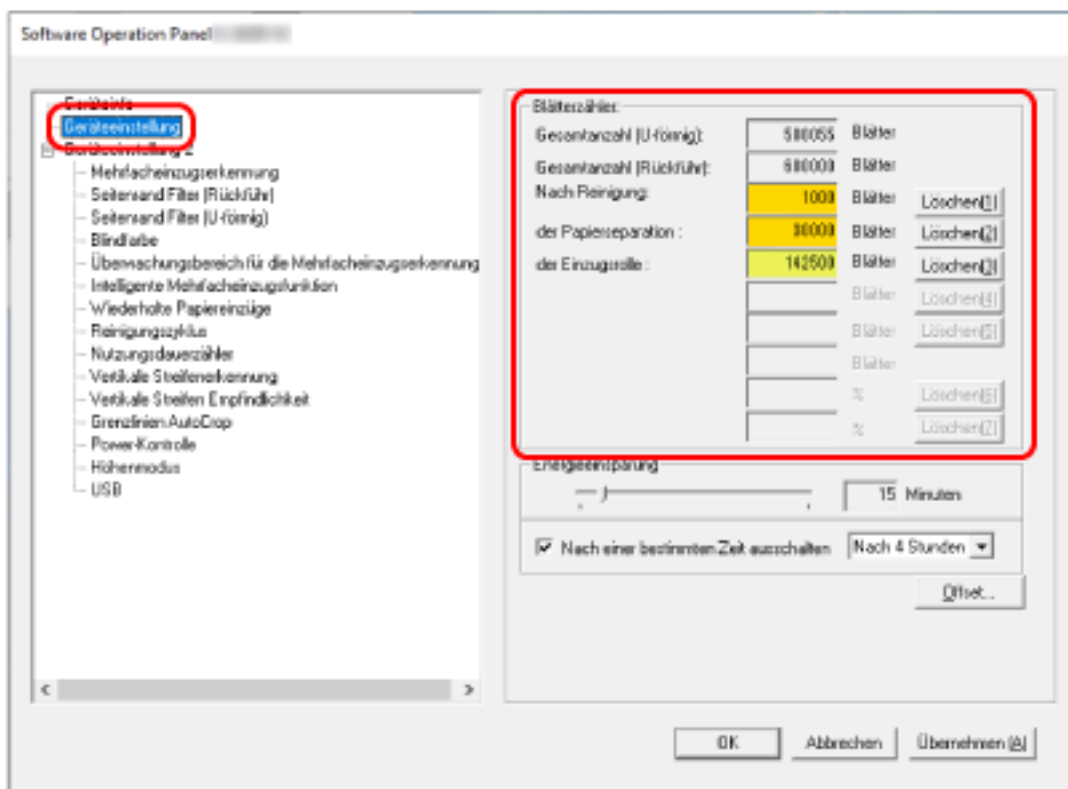 Software Operation Panel
Geräteinfo
Geräteeinstellung
Geräteeinstellung 2
Mehrfacheinzugserkennung
Seitenrand Filter (Rückführ)
Seitenrand Filter (U-förmig)
Blindfarbe
Überwachungsbereich für die Mehrfacheinzugserkennung
Intelligente Mehrfacheinzugsfunktion
Wiederholte Papiereinzüge
Reinigungszyklus
Nutzungsdauerzähler
Vertikale Streifenerkennung
Vertikale Streifen Empfindlichkeit
Grenzlinien AutoCrop
Power-Kontrolle
Höhenmodus
USB
Blätterzähler:
Gesamtanzahl (U-förmig): 500055 Blätter
Gesamtanzahl (Rückführ): 600000 Blätter
Nach Reinigung: 1000 Blätter Löschen(1)
der Papierseparation : 30000 Blätter Löschen(2)
der Einzugsrolle : 142500 Blätter Löschen(3)
Blätter Löschen(4)
Blätter Löschen(5)
Blätter
% Löschen(6)
% Löschen(7)
Energieeinsparung
15 Minuten
Nach einer bestimmten Zeit ausschalten Nach 4 Stunden
Offset...
OK Abbrechen Übernehmen (A)